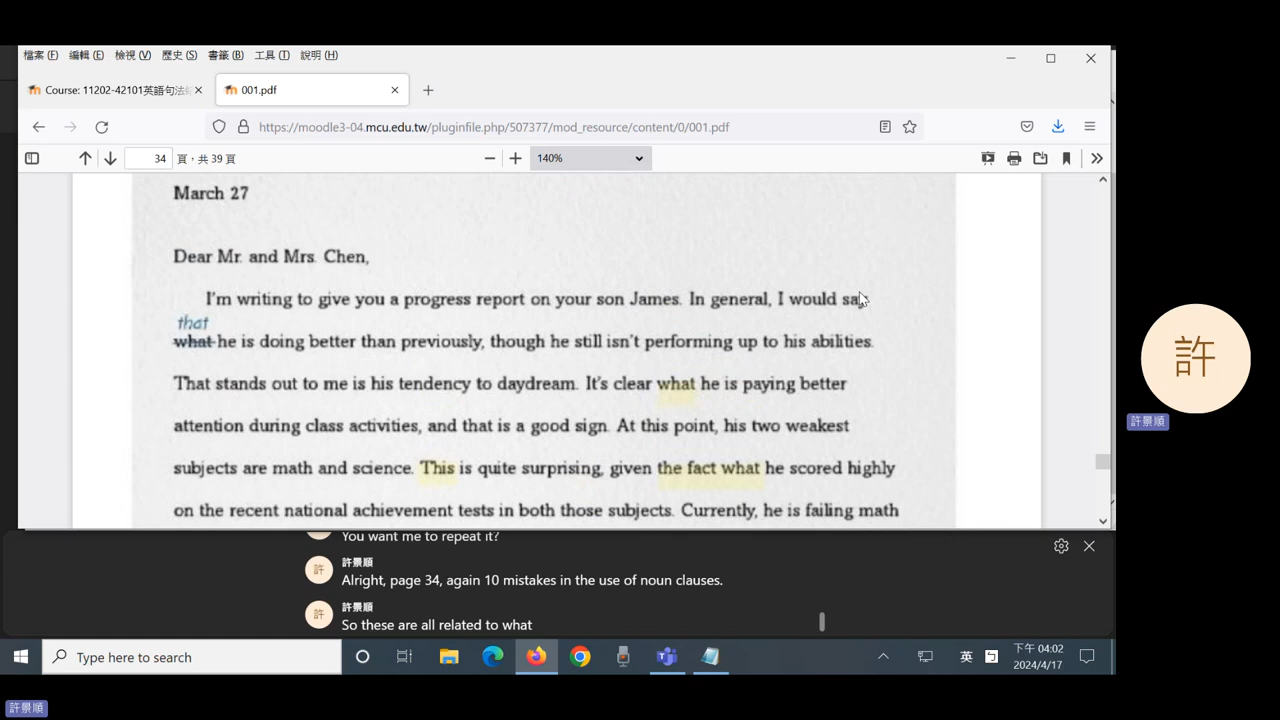 檔案 (F) 編輯 (E) 檢視 (V) 歷史 (S) 書籤 (B) 工具 (T) 說明 (H)
Course: 11202-42101英語句法
001.pdf
https://moodle3-04.mcu.edu.tw/pluginfile.php/507377/mod_resource/content/0/001.pdf
34 頁，共 39 頁
140%
March 27
Dear Mr. and Mrs. Chen,
I'm writing to give you a progress report on your son James. In general, I would say
that
what he is doing better than previously, though he still isn't performing up to his abilities.
That stands out to me is his tendency to daydream. It's clear what he is paying better
attention during class activities, and that is a good sign. At this point, his two weakest
subjects are math and science. This is quite surprising, given the fact what he scored highly
on the recent national achievement tests in both those subjects. Currently, he is failing math
許
許景順
You want me to repeat it?
許
許景順
Alright, page 34, again 10 mistakes in the use of noun clauses.
許
許景順
So these are all related to what
Type here to search
英
下午 04:02
2024/4/17
許景順